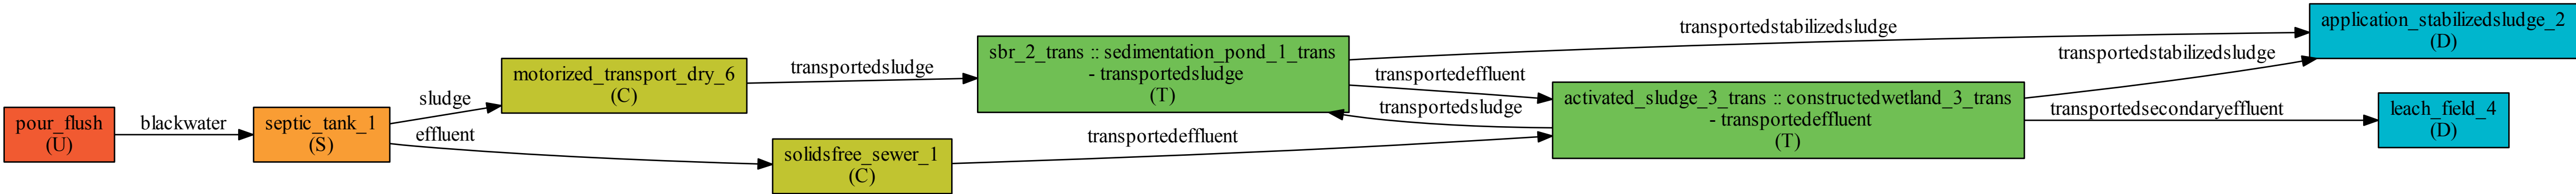 pour_flush
(U)
blackwater
septic_tank_1
(S)
sludge
effluent
motorized_transport_dry_6
(C)
solidsfree_sewer_1
(C)
transportedsludge
transportedeffluent
sbr_2_trans :: sedimentation_pond_1_trans
- transportedsludge
(T)
transportedstabilizedsludge
transportedeffluent
transportedsludge
activated_sludge_3_trans :: constructedwetland_3_trans
- transportedeffluent
(T)
transportedstabilizedsludge
transportedsecondaryeffluent
application_stabilizedsludge_2
(D)
leach_field_4
(D)